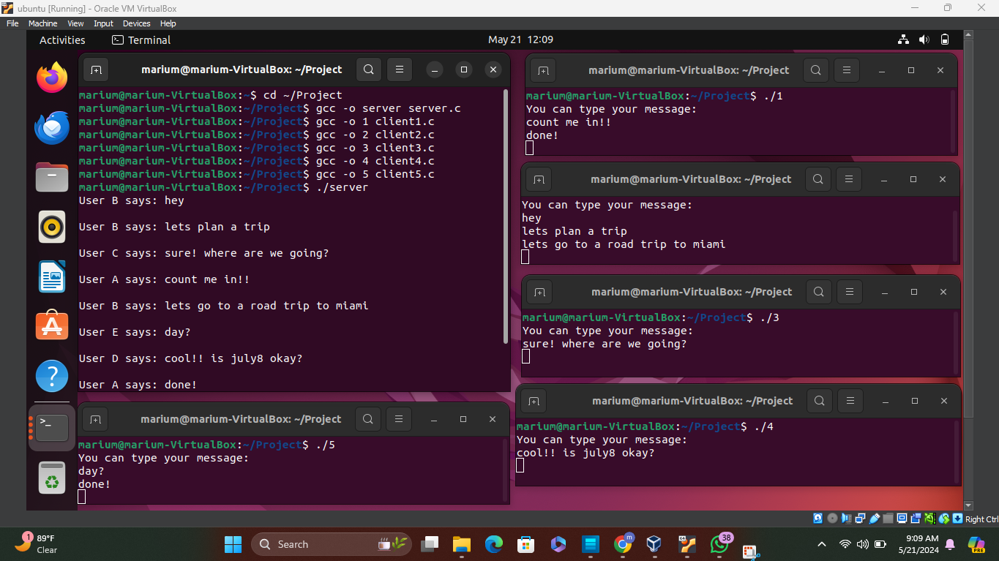 ubuntu [Running] - Oracle VM VirtualBox
File Machine View Input Devices Help
Activities Terminal May 21 12:09
marium@marium-VirtualBox: ~/Project
marium@marium-VirtualBox:~$ cd ~/Project
marium@marium-VirtualBox:~/Project$ gcc -o server server.c
marium@marium-VirtualBox:~/Project$ gcc -o 1 client1.c
marium@marium-VirtualBox:~/Project$ gcc -o 2 client2.c
marium@marium-VirtualBox:~/Project$ gcc -o 3 client3.c
marium@marium-VirtualBox:~/Project$ gcc -o 4 client4.c
marium@marium-VirtualBox:~/Project$ gcc -o 5 client5.c
marium@marium-VirtualBox:~/Project$ ./server
User B says: hey
User B says: lets plan a trip
User C says: sure! where are we going?
User A says: count me in!!
User B says: lets go to a road trip to miami
User E says: day?
User D says: cool!! is july8 okay?
User A says: done!
marium@marium-VirtualBox: ~/Project
marium@marium-VirtualBox:~/Project$ ./5
You can type your message:
day?
done!
marium@marium-VirtualBox: ~/Project
marium@marium-VirtualBox:~/Project$ ./1
You can type your message:
count me in!!
done!
marium@marium-VirtualBox: ~/Project
You can type your message:
hey
lets plan a trip
lets go to a road trip to miami
marium@marium-VirtualBox: ~/Project
marium@marium-VirtualBox:~/Project$ ./3
You can type your message:
sure! where are we going?
marium@marium-VirtualBox: ~/Project
marium@marium-VirtualBox:~/Project$ ./4
You can type your message:
cool!! is july8 okay?
Right Ctrl
1
89°F
Clear
Search
m
64
38
PRE
9:09 AM
5/21/2024